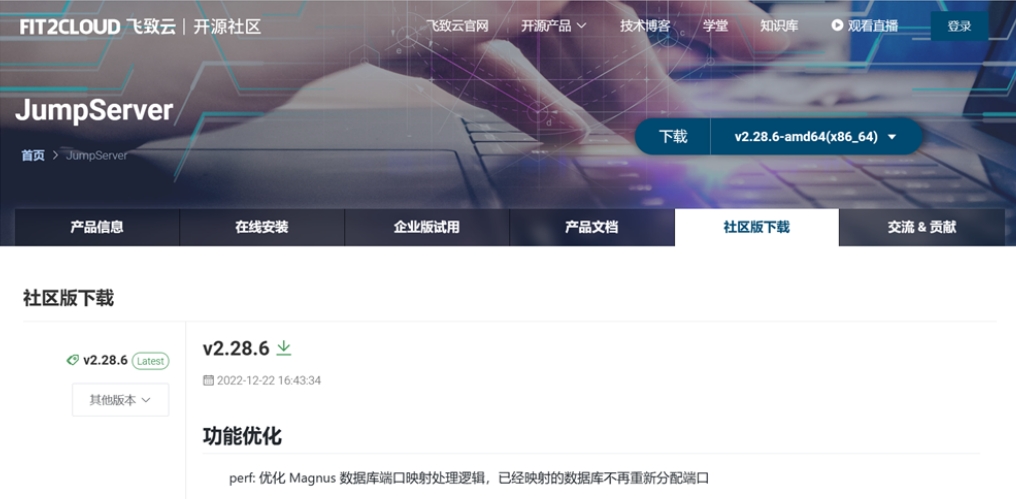 FIT2CLOUD 飞致云 | 开源社区 飞致云官网 开源产品 技术博客 学堂 知识库 观看直播 登录
JumpServer
下载 v2.28.6-amd64(x86_64)
首页 > JumpServer
产品信息 在线安装 企业版试用 产品文档 社区版下载 交流 & 贡献
社区版下载
v2.28.6 Latest
其他版本
v2.28.6
2022-12-22 16:43:34
功能优化
perf: 优化 Magnus 数据库端口映射处理逻辑，已经映射的数据库不再重新分配端口